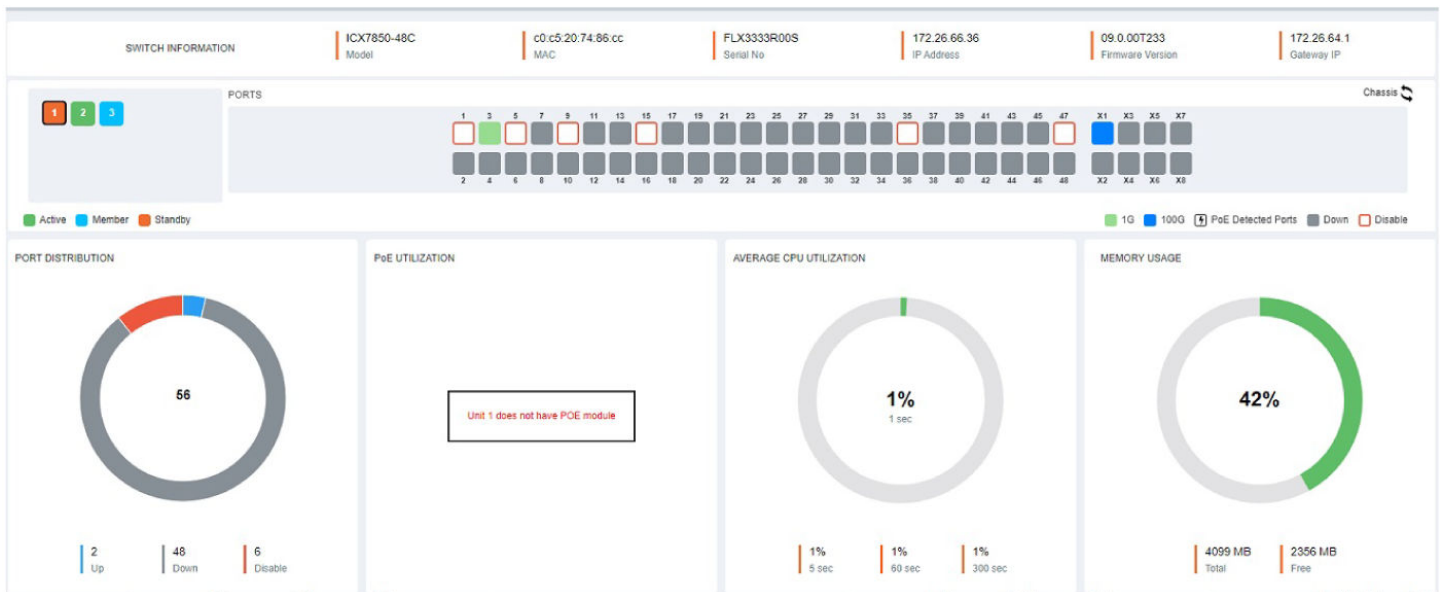 SWITCH INFORMATION
ICX7850-48C
Model
c0:c5:20:74:86:cc
MAC
FLX3333R00S
Serial No
172.26.66.36
IP Address
09.0.00T233
Firmware Version
172.26.64.1
Gateway IP
1 2 3
PORTS
Chassis
1 3 5 7 9 11 13 15 17 19 21 23 25 27 29 31 33 35 37 39 41 43 45 47 X1 X3 X5 X7
2 4 6 8 10 12 14 16 18 20 22 24 26 28 30 32 34 36 38 40 42 44 46 48 X2 X4 X6 X8
Active Member Standby
1G 100G PoE Detected Ports Down Disable
PORT DISTRIBUTION
56
2
Up
48
Down
6
Disable
PoE UTILIZATION
Unit 1 does not have POE module
AVERAGE CPU UTILIZATION
1%
1 sec
1%
5 sec
1%
60 sec
1%
300 sec
MEMORY USAGE
42%
4099 MB
Total
2356 MB
Free